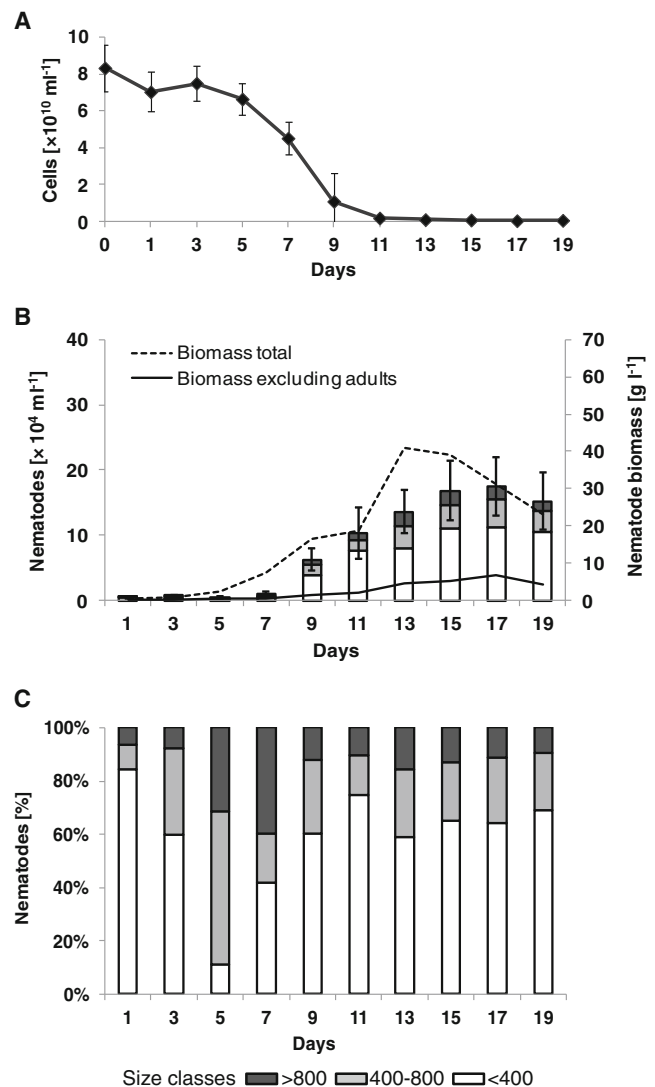 A
Cells [×10¹⁰ ml⁻¹]
10
8
6
4
2
0
0 1 3 5 7 9 11 13 15 17 19
Days
B
Biomass total
Biomass excluding adults
Nematodes [× 10⁴ ml⁻¹]
40
30
20
10
0
Nematode biomass [g l⁻¹]
70
60
50
40
30
20
10
0
1 3 5 7 9 11 13 15 17 19
Days
C
Nematodes [%]
100%
80%
60%
40%
20%
0%
1 3 5 7 9 11 13 15 17 19
Days
Size classes >800 400-800 <400